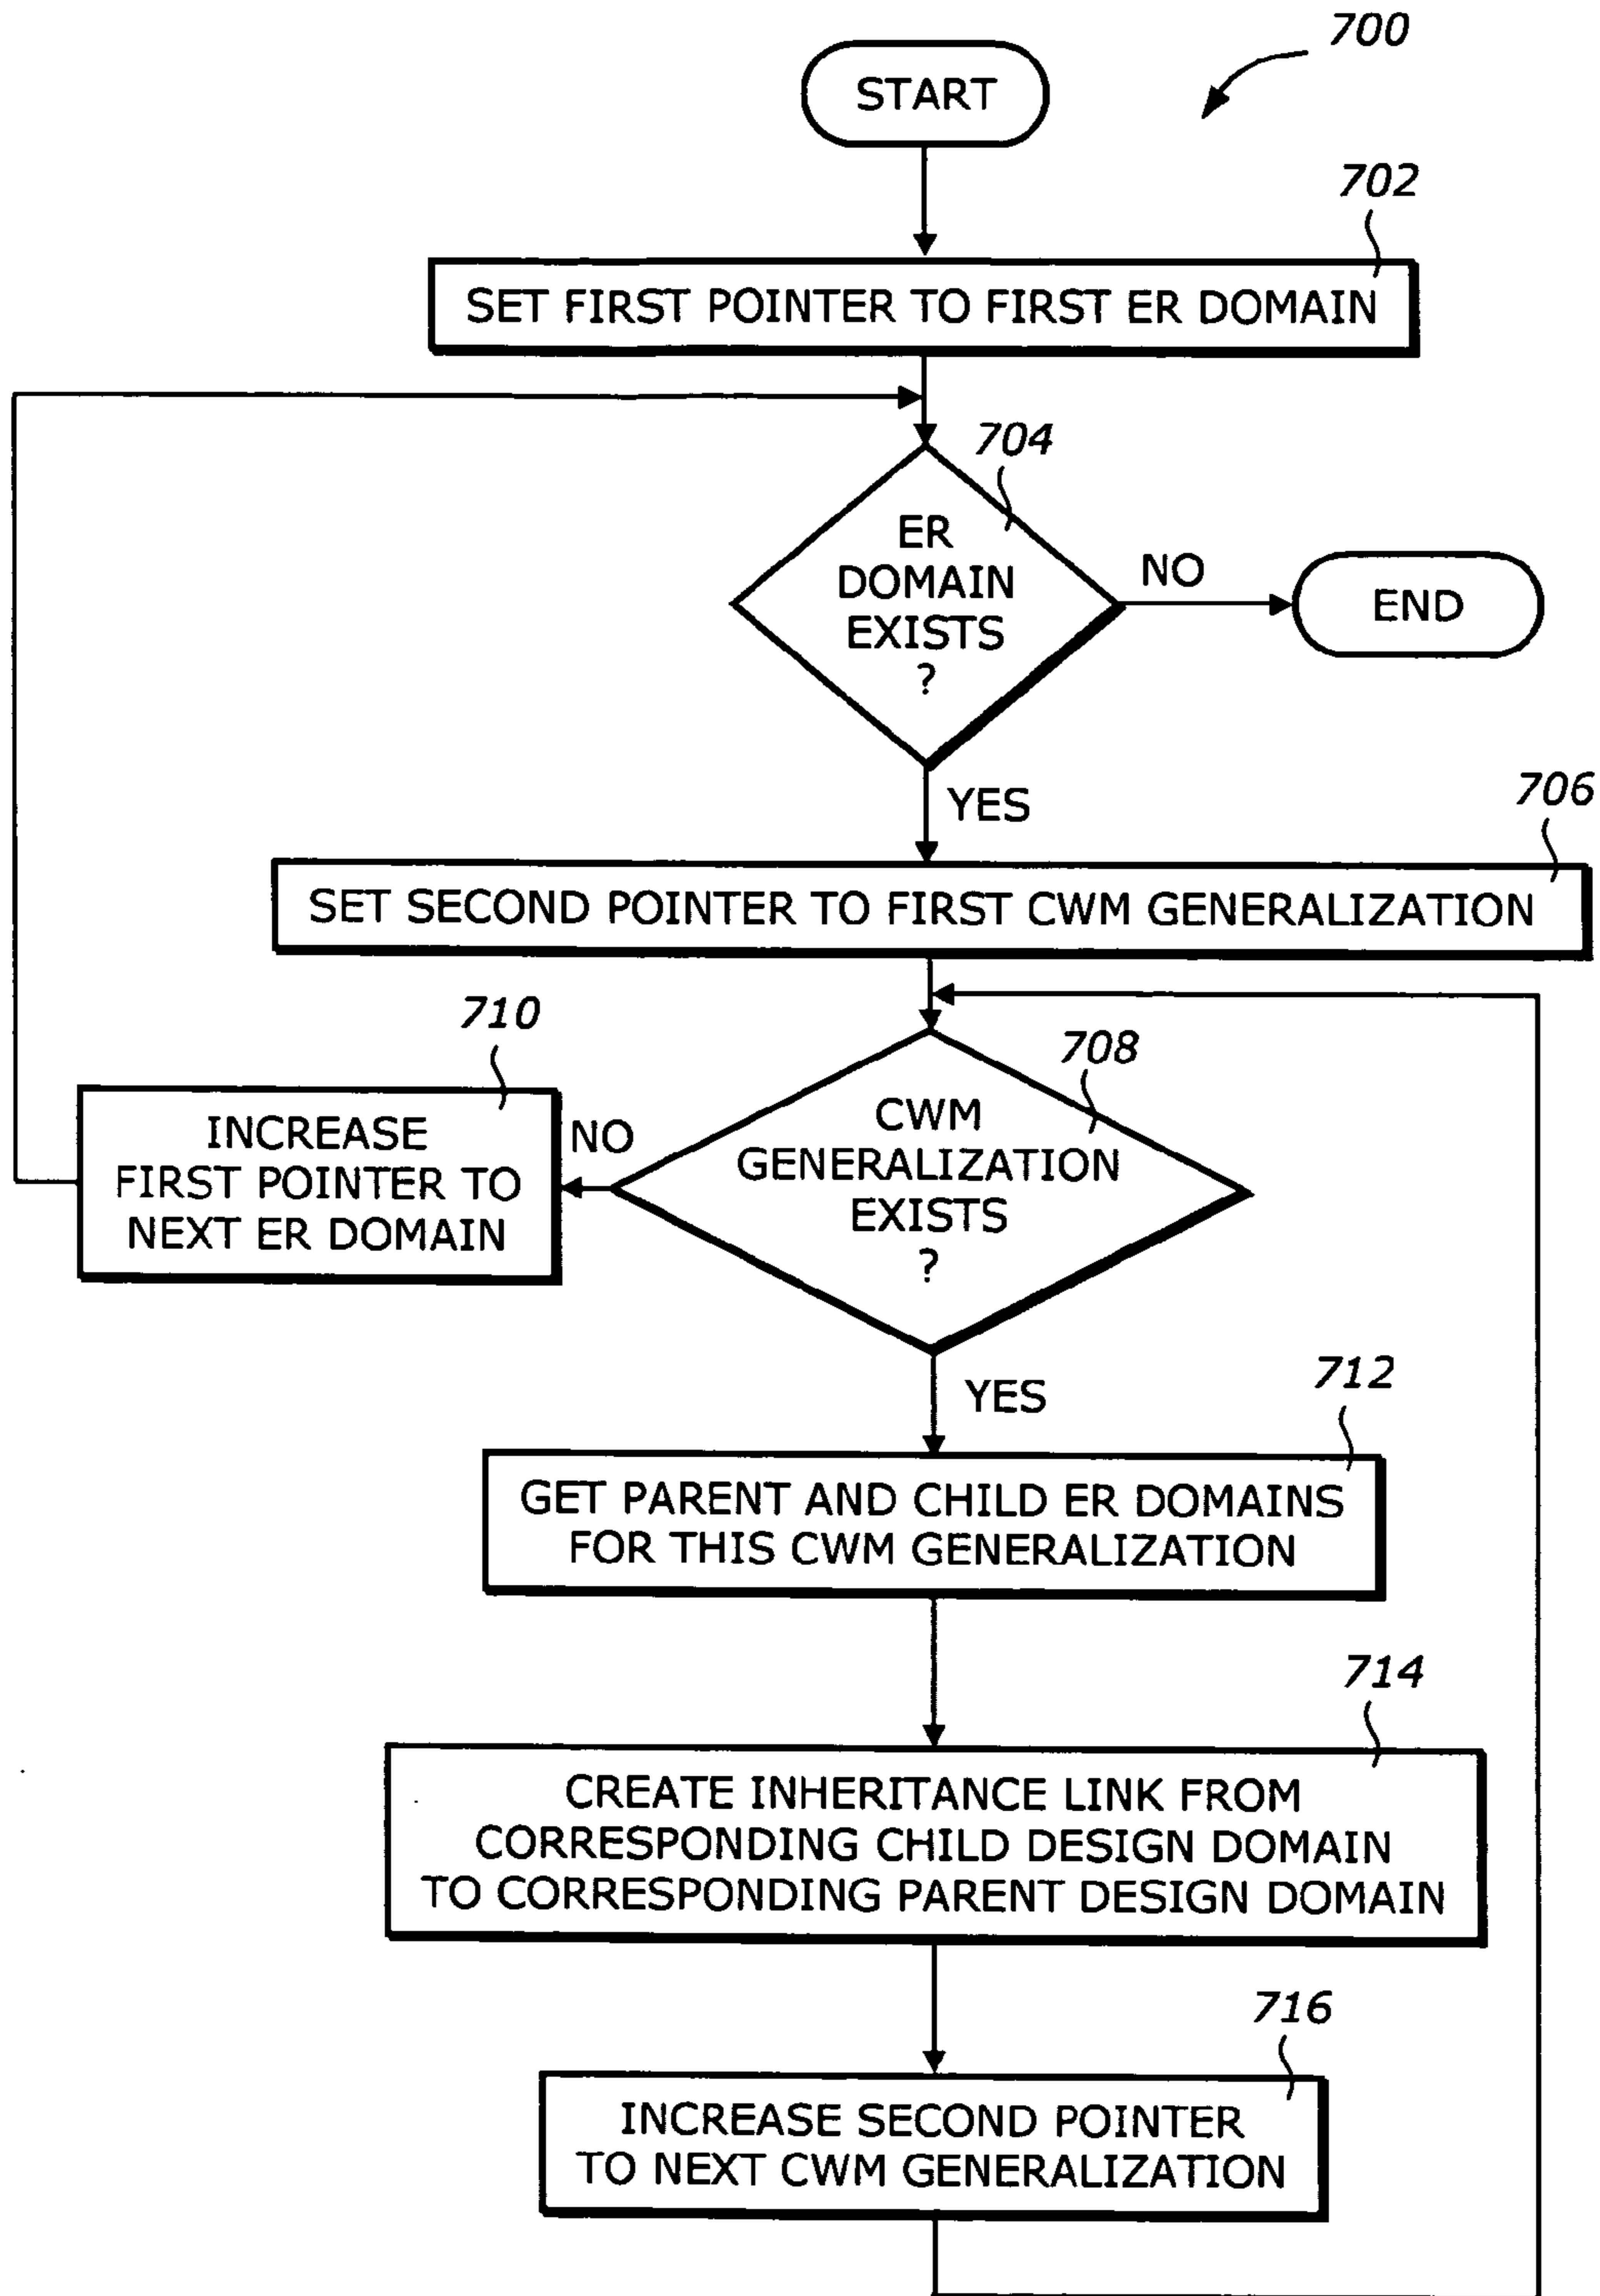 700
START
702
SET FIRST POINTER TO FIRST ER DOMAIN
704
ER
DOMAIN
EXISTS
?
NO
END
YES
706
SET SECOND POINTER TO FIRST CWM GENERALIZATION
710
INCREASE
FIRST POINTER TO
NEXT ER DOMAIN
NO
708
CWM
GENERALIZATION
EXISTS
?
YES
712
GET PARENT AND CHILD ER DOMAINS
FOR THIS CWM GENERALIZATION
714
CREATE INHERITANCE LINK FROM
CORRESPONDING CHILD DESIGN DOMAIN
TO CORRESPONDING PARENT DESIGN DOMAIN
716
INCREASE SECOND POINTER
TO NEXT CWM GENERALIZATION